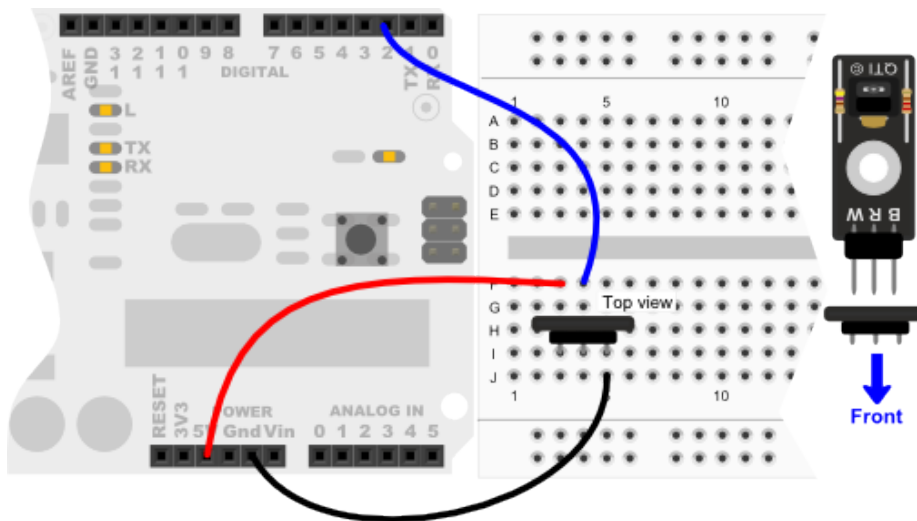 AREF
GND
13
12
11
10
9
8
7
6
5
4
3
2
TX 1
RX 0
DIGITAL
L
TX
RX
RESET
3V3
5V
POWER
Gnd
Vin
ANALOG IN
0 1 2 3 4 5
1 5 10
A
B
C
D
E
F
G
H
I
J
Top view
1 10
QTI ©
B R W
Front